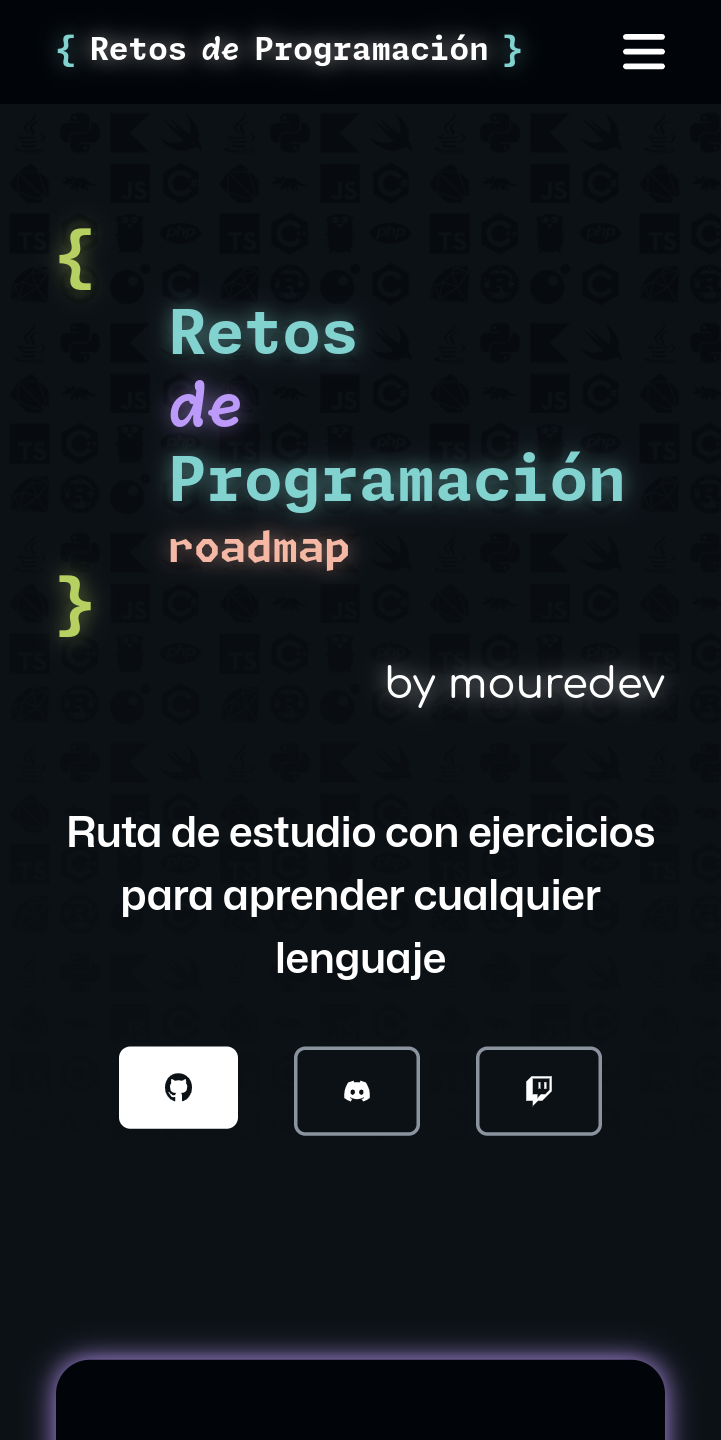 { Retos de Programación }
{
Retos
de
Programación
roadmap
}
by mouredev
Ruta de estudio con ejercicios
para aprender cualquier
lenguaje